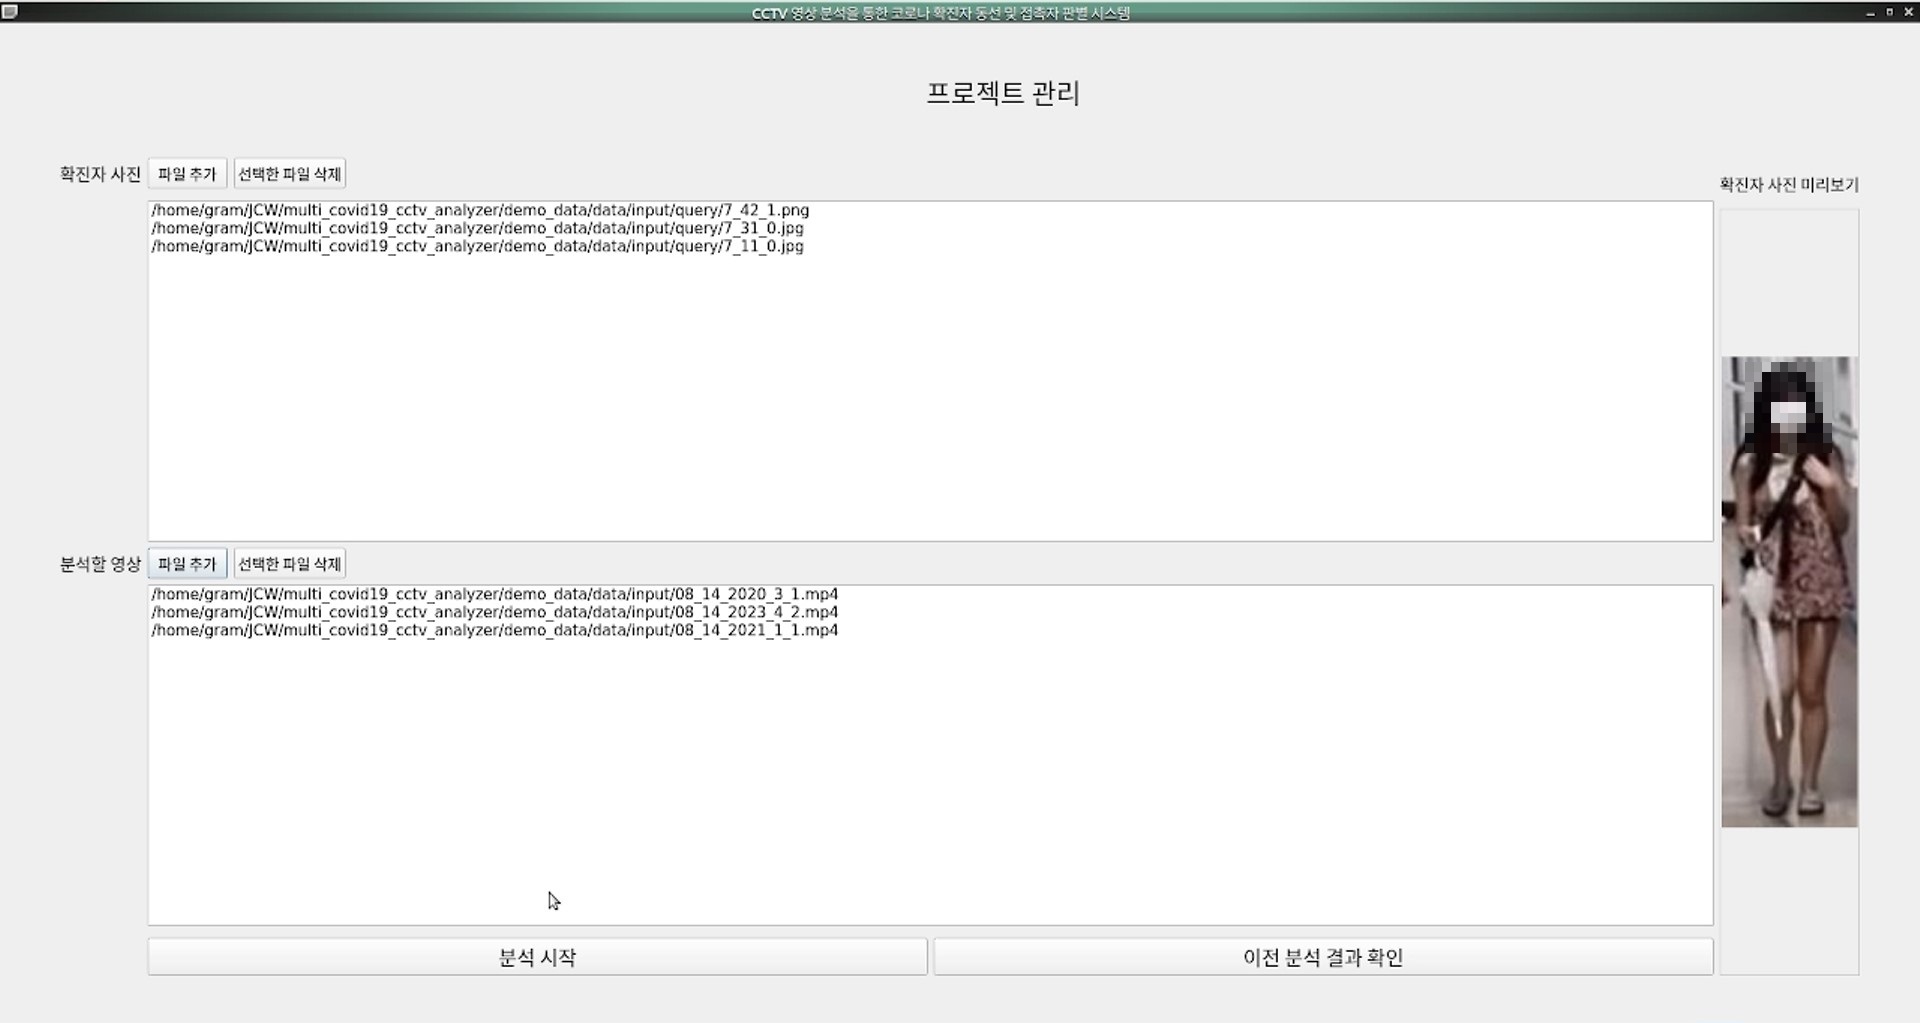 CCTV 영상 분석을 통한 코로나 확진자 동선 및 접촉자 판별 시스템
프로젝트 관리
확진자 사진 파일 추가 선택한 파일 삭제
확진자 사진 미리보기
/home/gram/JCW/multi_covid19_cctv_analyzer/demo_data/data/input/query/7_42_1.png
/home/gram/JCW/multi_covid19_cctv_analyzer/demo_data/data/input/query/7_31_0.jpg
/home/gram/JCW/multi_covid19_cctv_analyzer/demo_data/data/input/query/7_11_0.jpg
분석할 영상 파일 추가 선택한 파일 삭제
/home/gram/JCW/multi_covid19_cctv_analyzer/demo_data/data/input/08_14_2020_3_1.mp4
/home/gram/JCW/multi_covid19_cctv_analyzer/demo_data/data/input/08_14_2023_4_2.mp4
/home/gram/JCW/multi_covid19_cctv_analyzer/demo_data/data/input/08_14_2021_1_1.mp4
분석 시작 이전 분석 결과 확인